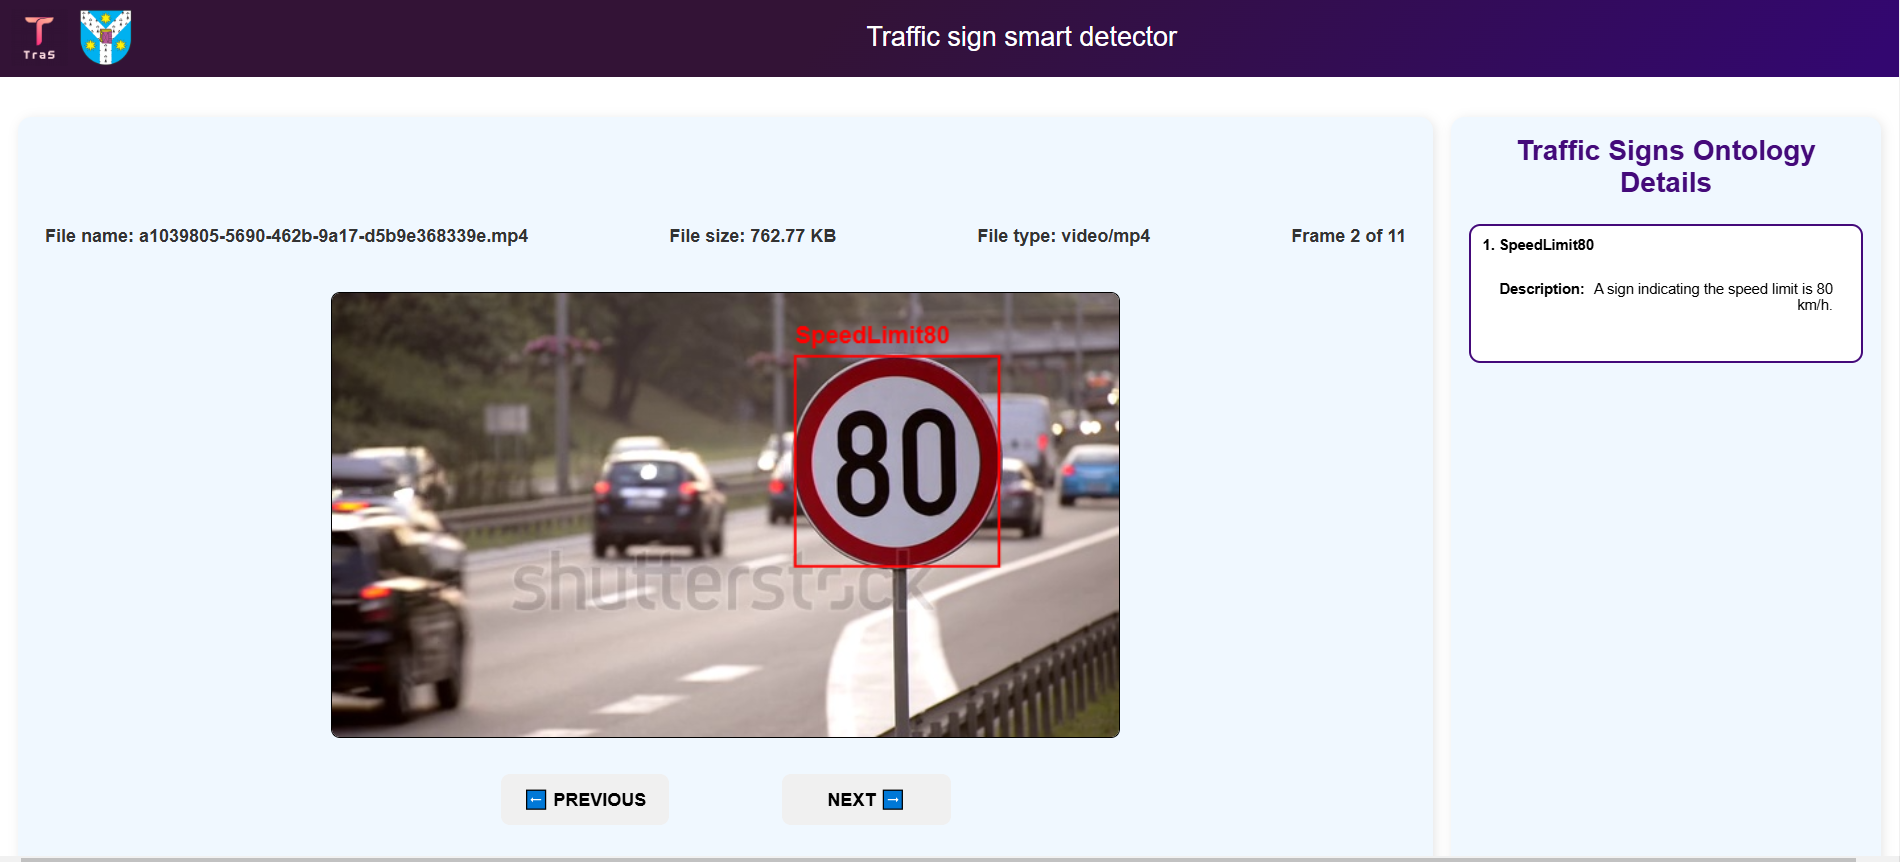 TraS
Traffic sign smart detector
File name: a1039805-5690-462b-9a17-d5b9e368339e.mp4
File size: 762.77 KB
File type: video/mp4
Frame 2 of 11
SpeedLimit80
80
shutterstock
PREVIOUS
NEXT
Traffic Signs Ontology
Details
1. SpeedLimit80
Description: A sign indicating the speed limit is 80
km/h.